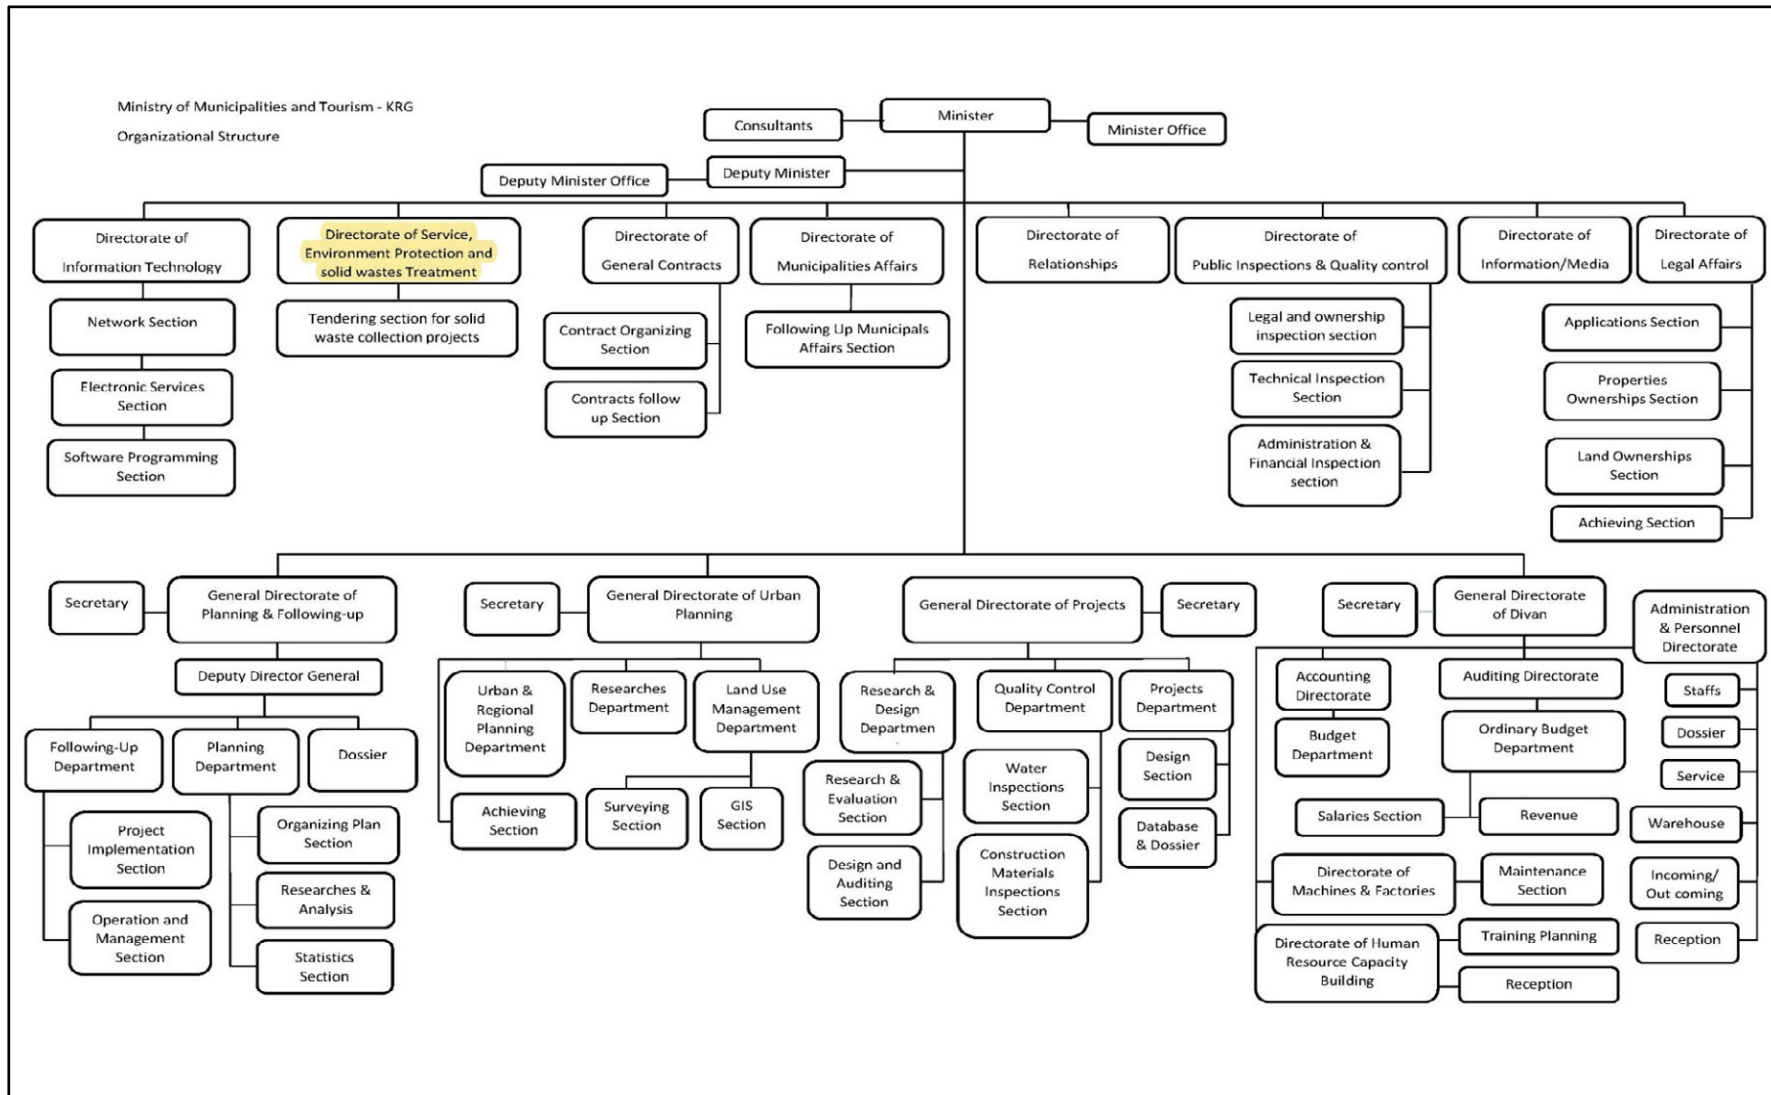 Ministry of Municipalities and Tourism - KRG
Organizational Structure
Consultants
Minister
Minister Office
Deputy Minister Office
Deputy Minister
Directorate of
Information Technology
Directorate of Service,
Environment Protection and
solid wastes Treatment
Directorate of
General Contracts
Directorate of
Municipalities Affairs
Directorate of
Relationships
Directorate of
Public Inspections & Quality control
Directorate of
Information/Media
Directorate of
Legal Affairs
Network Section
Electronic Services
Section
Software Programming
Section
Tendering section for solid
waste collection projects
Contract Organizing
Section
Contracts follow
up Section
Following Up Municipals
Affairs Section
Legal and ownership
inspection section
Technical Inspection
Section
Administration &
Financial Inspection
section
Applications Section
Properties
Ownerships Section
Land Ownerships
Section
Achieving Section
Secretary
General Directorate of
Planning & Following-up
Secretary
General Directorate of Urban
Planning
General Directorate of Projects
Secretary
Secretary
General Directorate
of Divan
Administration
& Personnel
Directorate
Deputy Director General
Following-Up
Department
Planning
Department
Dossier
Project
Implementation
Section
Operation and
Management
Section
Organizing Plan
Section
Researches &
Analysis
Statistics
Section
Urban &
Regional
Planning
Department
Researches
Department
Land Use
Management
Department
Achieving
Section
Surveying
Section
GIS
Section
Research &
Design
Departmen
Quality Control
Department
Projects
Department
Research &
Evaluation
Section
Design and
Auditing
Section
Water
Inspections
Section
Construction
Materials
Inspections
Section
Design
Section
Database
& Dossier
Accounting
Directorate
Budget
Department
Auditing Directorate
Ordinary Budget
Department
Salaries Section
Revenue
Directorate of
Machines & Factories
Maintenance
Section
Directorate of Human
Resource Capacity
Building
Training Planning
Reception
Staffs
Dossier
Service
Warehouse
Incoming/
Out coming
Reception